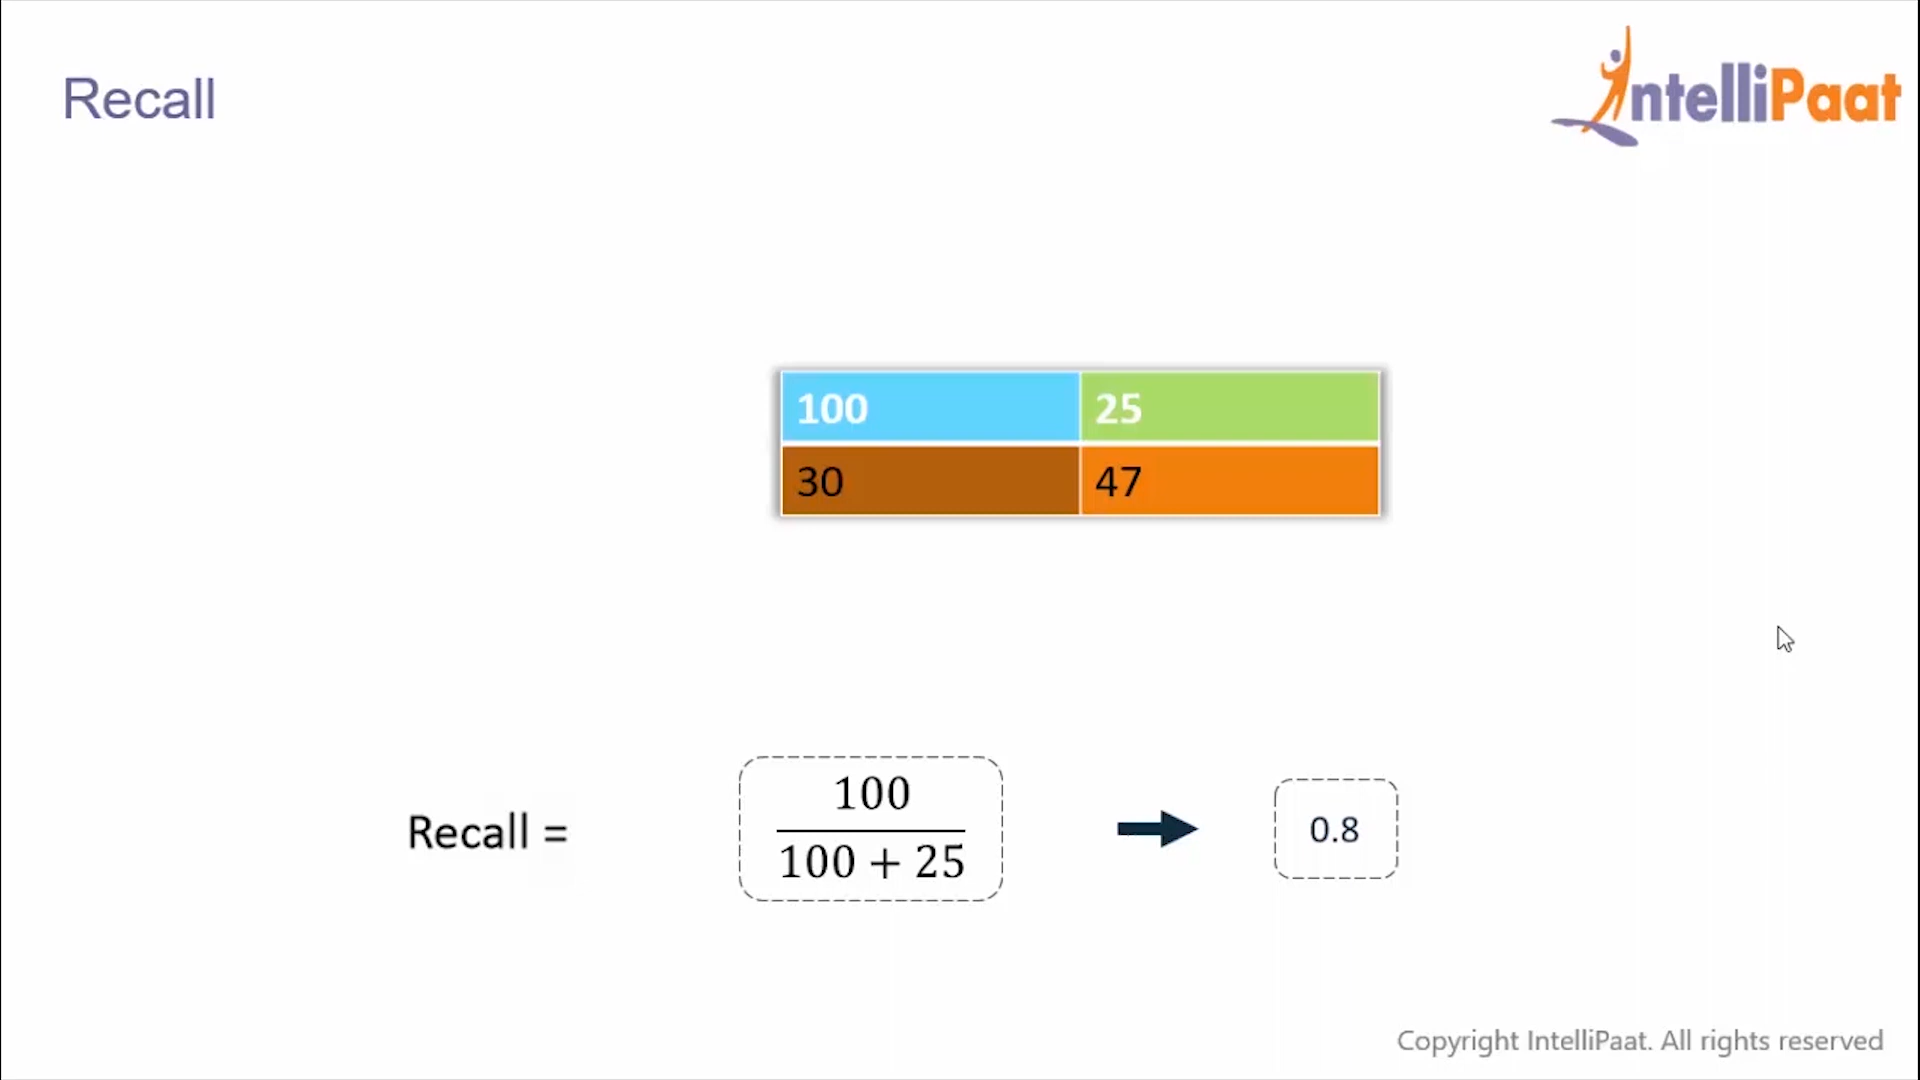 Recall
IntelliPaat
100 25
30 47
Recall =
100
100 + 25
0.8
Copyright IntelliPaat. All rights reserved